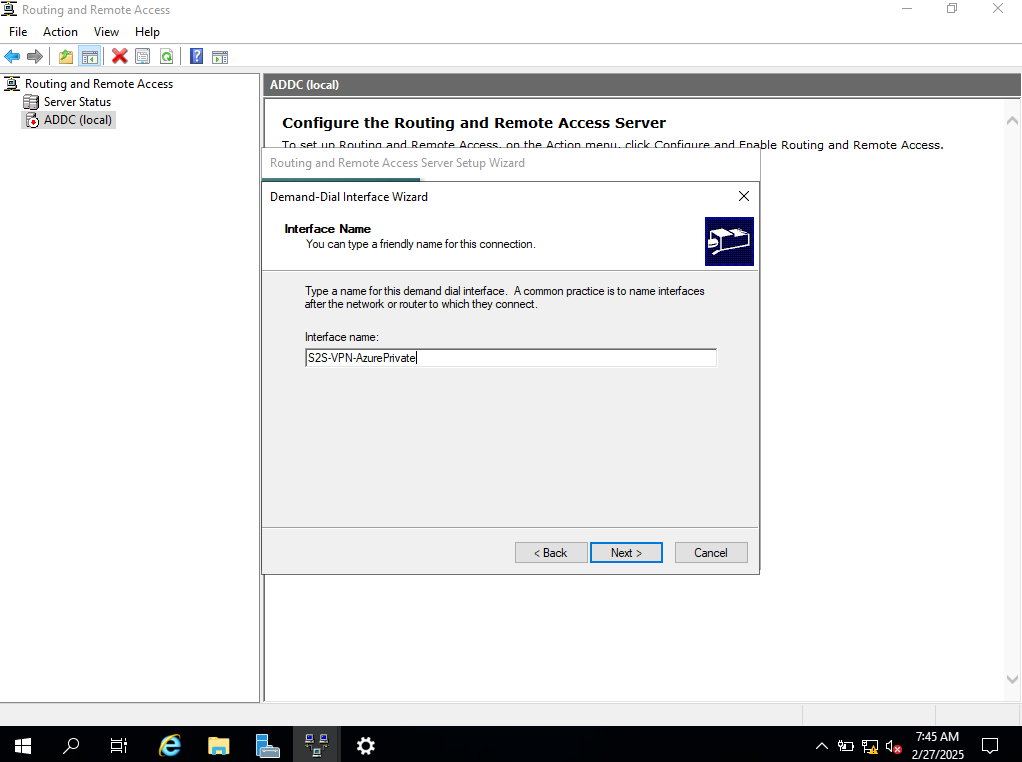 Routing and Remote Access
File Action View Help
Routing and Remote Access
Server Status
ADDC (local)
ADDC (local)
Configure the Routing and Remote Access Server
To set up Routing and Remote Access, on the Action menu, click Configure and Enable Routing and Remote Access.
Routing and Remote Access Server Setup Wizard
Demand-Dial Interface Wizard
Interface Name
You can type a friendly name for this connection.
Type a name for this demand dial interface. A common practice is to name interfaces
after the network or router to which they connect.
Interface name:
S2S-VPN-AzurePrivate
< Back Next > Cancel
7:45 AM
2/27/2025